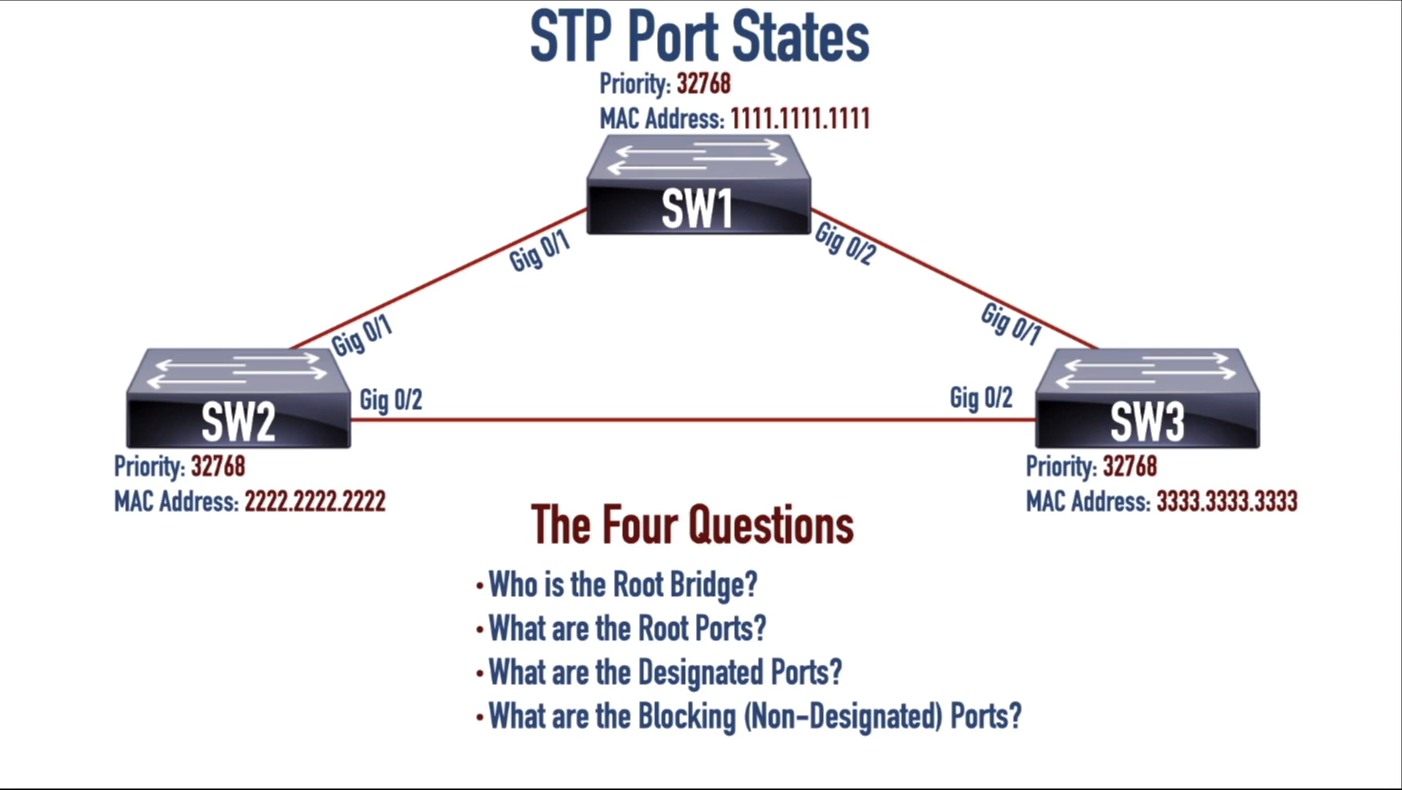 STP Port States
Priority: 32768
MAC Address: 1111.1111.1111
SW1
Gig 0/1
Gig 0/2
Gig 0/1
Gig 0/1
SW2
Gig 0/2
Gig 0/2
SW3
Priority: 32768
MAC Address: 2222.2222.2222
Priority: 32768
MAC Address: 3333.3333.3333
The Four Questions
• Who is the Root Bridge?
• What are the Root Ports?
• What are the Designated Ports?
• What are the Blocking (Non-Designated) Ports?